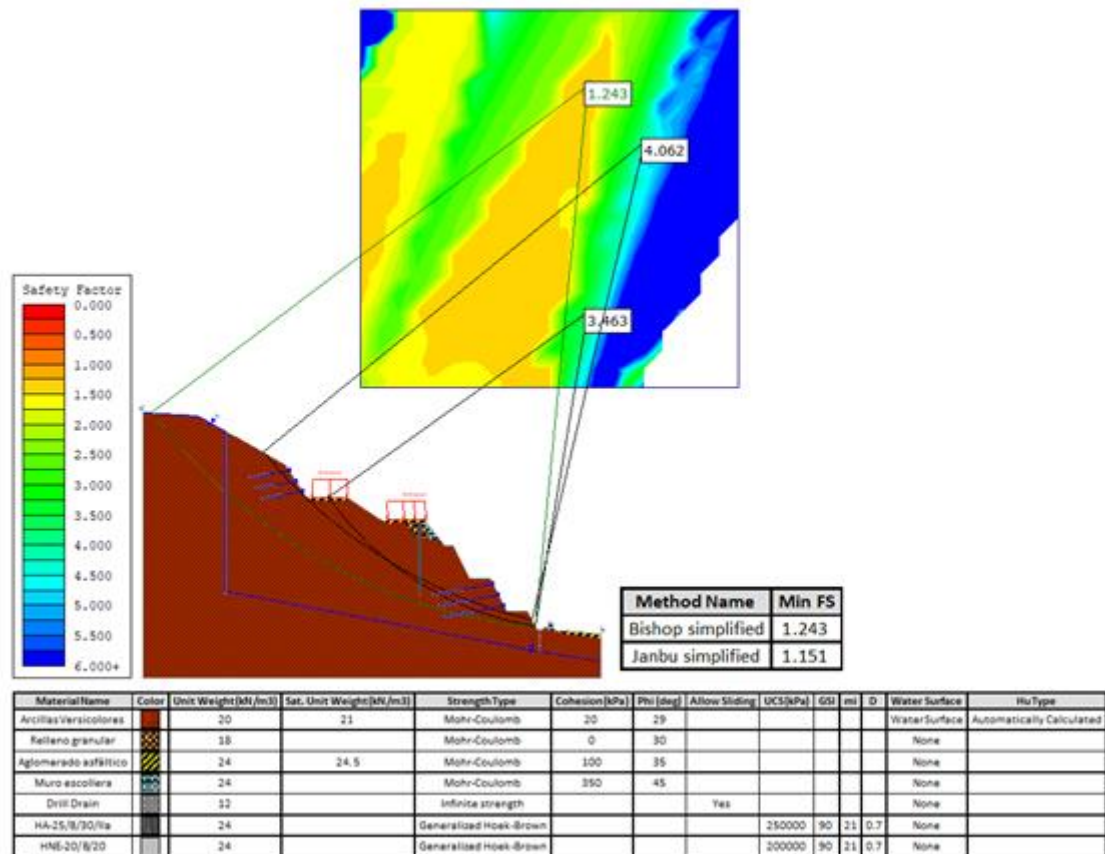 1.243
4.062
3.463
Safety Factor
0.000
0.500
1.000
1.500
2.000
2.500
3.000
3.500
4.000
4.500
5.000
5.500
6.000+
Method Name Min FS
Bishop simplified 1.243
Janbu simplified 1.151
Material Name Color Unit Weight(kN/m3) Sat. Unit Weight(kN/m3) Strength Type Cohesion(kPa) Phi (deg) Allow Sliding UCS(kPa) GSI mi D Water Surface Hu Type
Arcillas Versicolores 20 21 Mohr-Coulomb 20 29 Water Surface Automatically Calculated
Relleno granular 18 Mohr-Coulomb 0 30 None
Aglomerado asfáltico 24 24.5 Mohr-Coulomb 100 35 None
Muro escollera 24 Mohr-Coulomb 350 45 None
Drill Drain 12 Infinite strength Yes None
HA-25/B/30/IIa 24 Generalized Hoek-Brown 250000 90 21 0.7 None
HNE-20/B/20 24 Generalized Hoek-Brown 200000 90 21 0.7 None